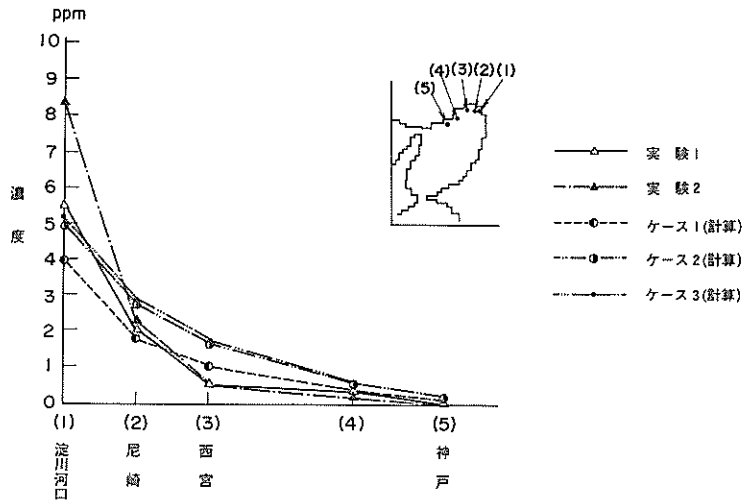 ppm
10
9
8
7
6
5
4
3
2
1
0
濃度
(1) (2) (3) (4) (5)
淀川河口
尼崎
西宮
神戸
(5) (4) (3) (2) (1)
実験1
実験2
ケース1(計算)
ケース2(計算)
ケース3(計算)